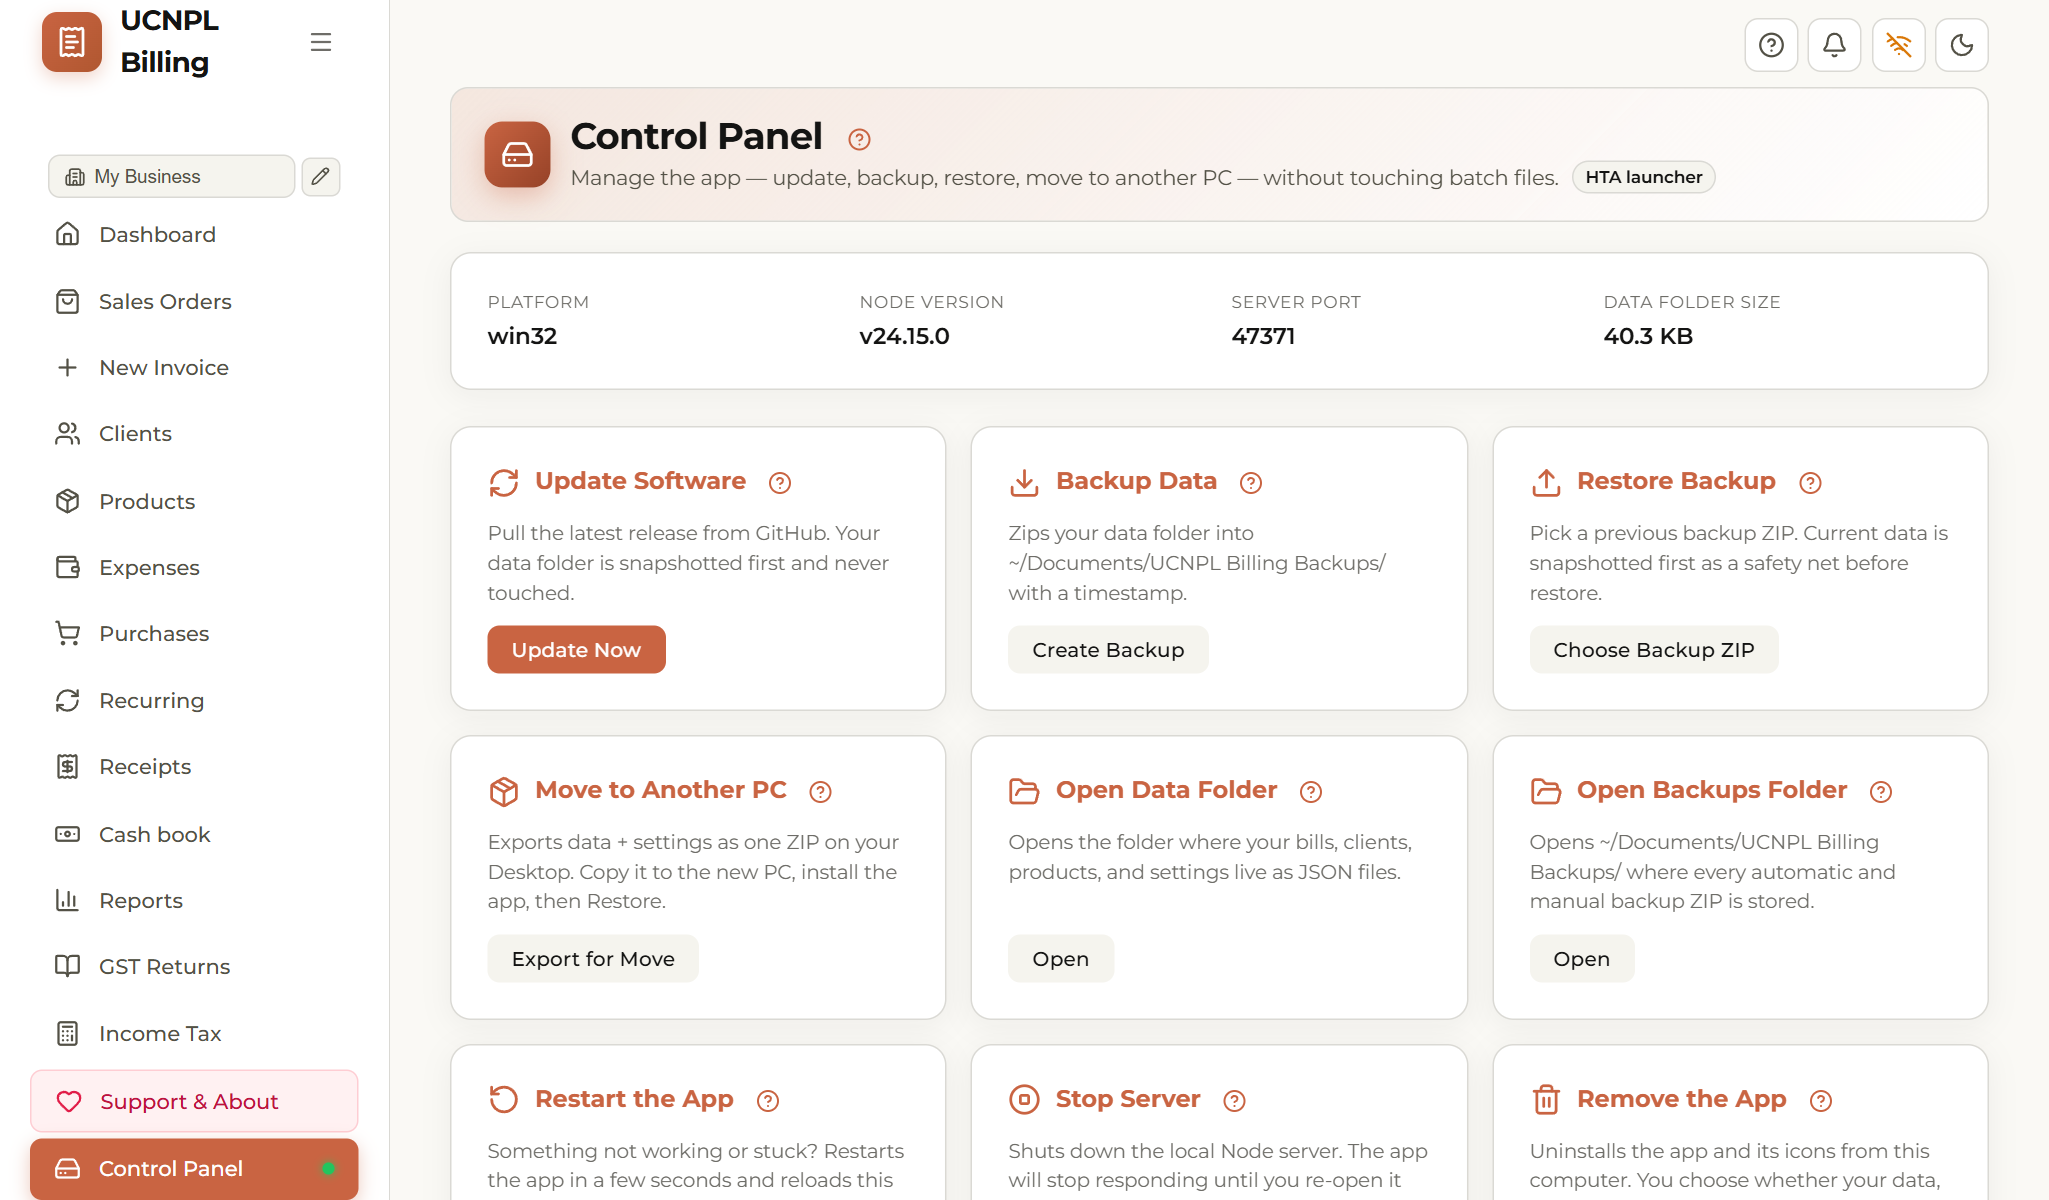 UCNPL
Billing
My Business
Dashboard
Sales Orders
New Invoice
Clients
Products
Expenses
Purchases
Recurring
Receipts
Cash book
Reports
GST Returns
Income Tax
Support & About
Control Panel
Control Panel
Manage the app — update, backup, restore, move to another PC — without touching batch files.
HTA launcher
PLATFORM
win32
NODE VERSION
v24.15.0
SERVER PORT
47371
DATA FOLDER SIZE
40.3 KB
Update Software
Pull the latest release from GitHub. Your
data folder is snapshotted first and never
touched.
Update Now
Backup Data
Zips your data folder into
~/Documents/UCNPL Billing Backups/
with a timestamp.
Create Backup
Restore Backup
Pick a previous backup ZIP. Current data is
snapshotted first as a safety net before
restore.
Choose Backup ZIP
Move to Another PC
Exports data + settings as one ZIP on your
Desktop. Copy it to the new PC, install the
app, then Restore.
Export for Move
Open Data Folder
Opens the folder where your bills, clients,
products, and settings live as JSON files.
Open
Open Backups Folder
Opens ~/Documents/UCNPL Billing
Backups/ where every automatic and
manual backup ZIP is stored.
Open
Restart the App
Something not working or stuck? Restarts
the app in a few seconds and reloads this
Stop Server
Shuts down the local Node server. The app
will stop responding until you re-open it
Remove the App
Uninstalls the app and its icons from this
computer. You choose whether your data,